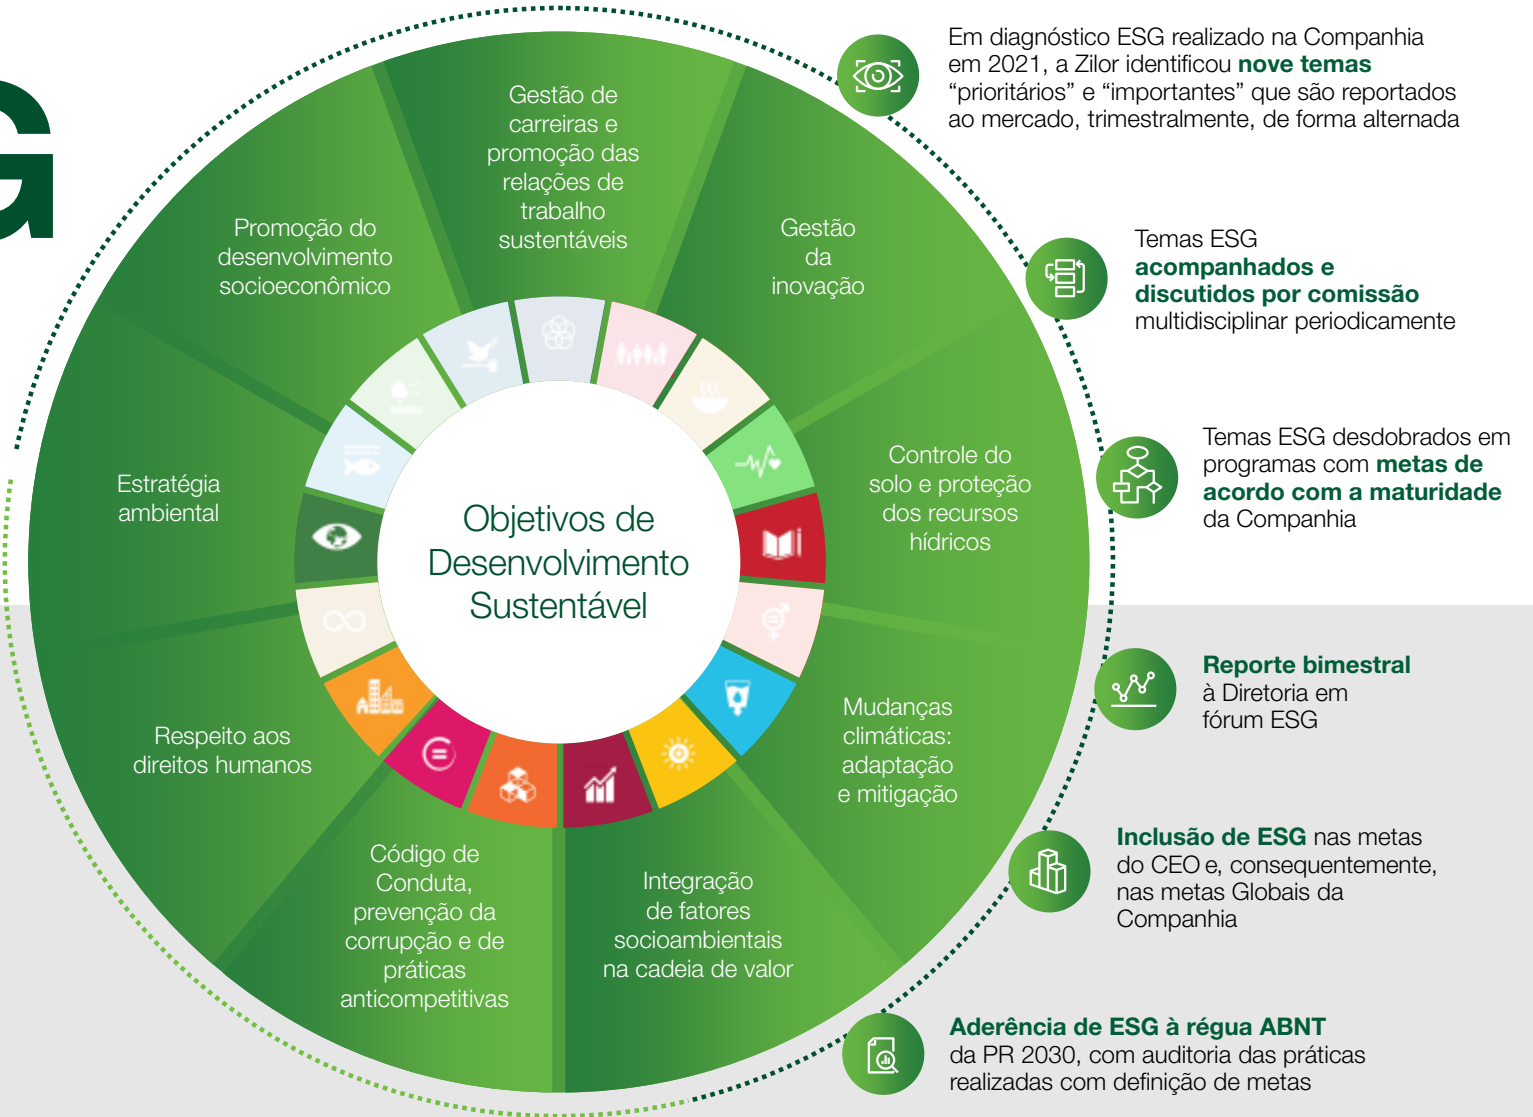 G
Em diagnóstico ESG realizado na Companhia
em 2021, a Zilor identificou nove temas
“prioritários” e “importantes” que são reportados
ao mercado, trimestralmente, de forma alternada
Gestão de
carreiras e
promoção das
relações de
trabalho
sustentáveis
Promoção do
desenvolvimento
socioeconômico
Gestão
da
inovação
Temas ESG
acompanhados e
discutidos por comissão
multidisciplinar periodicamente
Estratégia
ambiental
Objetivos de
Desenvolvimento
Sustentável
Controle do
solo e proteção
dos recursos
hídricos
Temas ESG desdobrados em
programas com metas de
acordo com a maturidade
da Companhia
Respeito aos
direitos humanos
Mudanças
climáticas:
adaptação
e mitigação
Reporte bimestral
à Diretoria em
fórum ESG
Código de
Conduta,
prevenção da
corrupção e de
práticas
anticompetitivas
Integração
de fatores
socioambientais
na cadeia de valor
Inclusão de ESG nas metas
do CEO e, consequentemente,
nas metas Globais da
Companhia
Aderência de ESG à régua ABNT
da PR 2030, com auditoria das práticas
realizadas com definição de metas